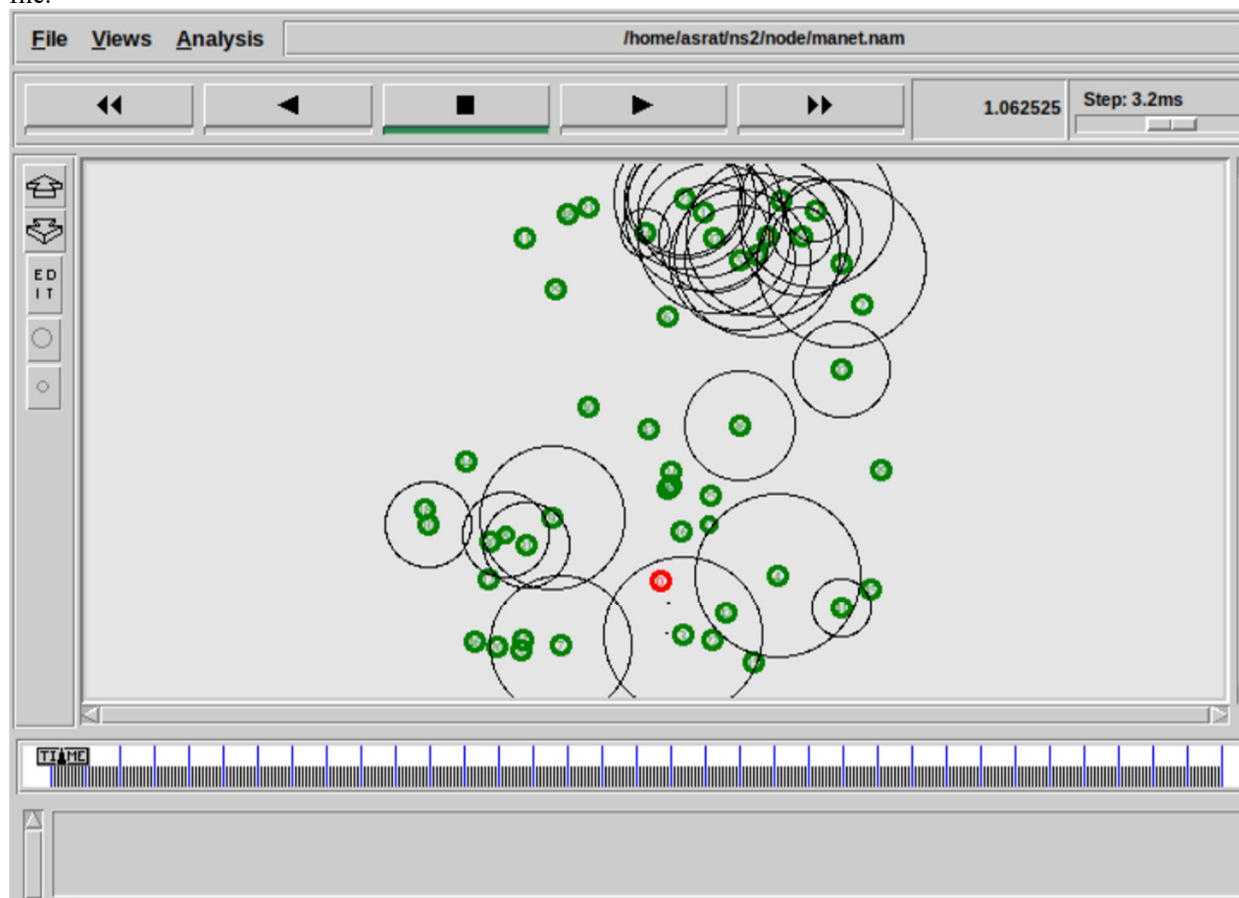 File Views Analysis /home/asrat/ns2/node/manet.nam
1.062525 Step: 3.2ms
ED
IT
TIME